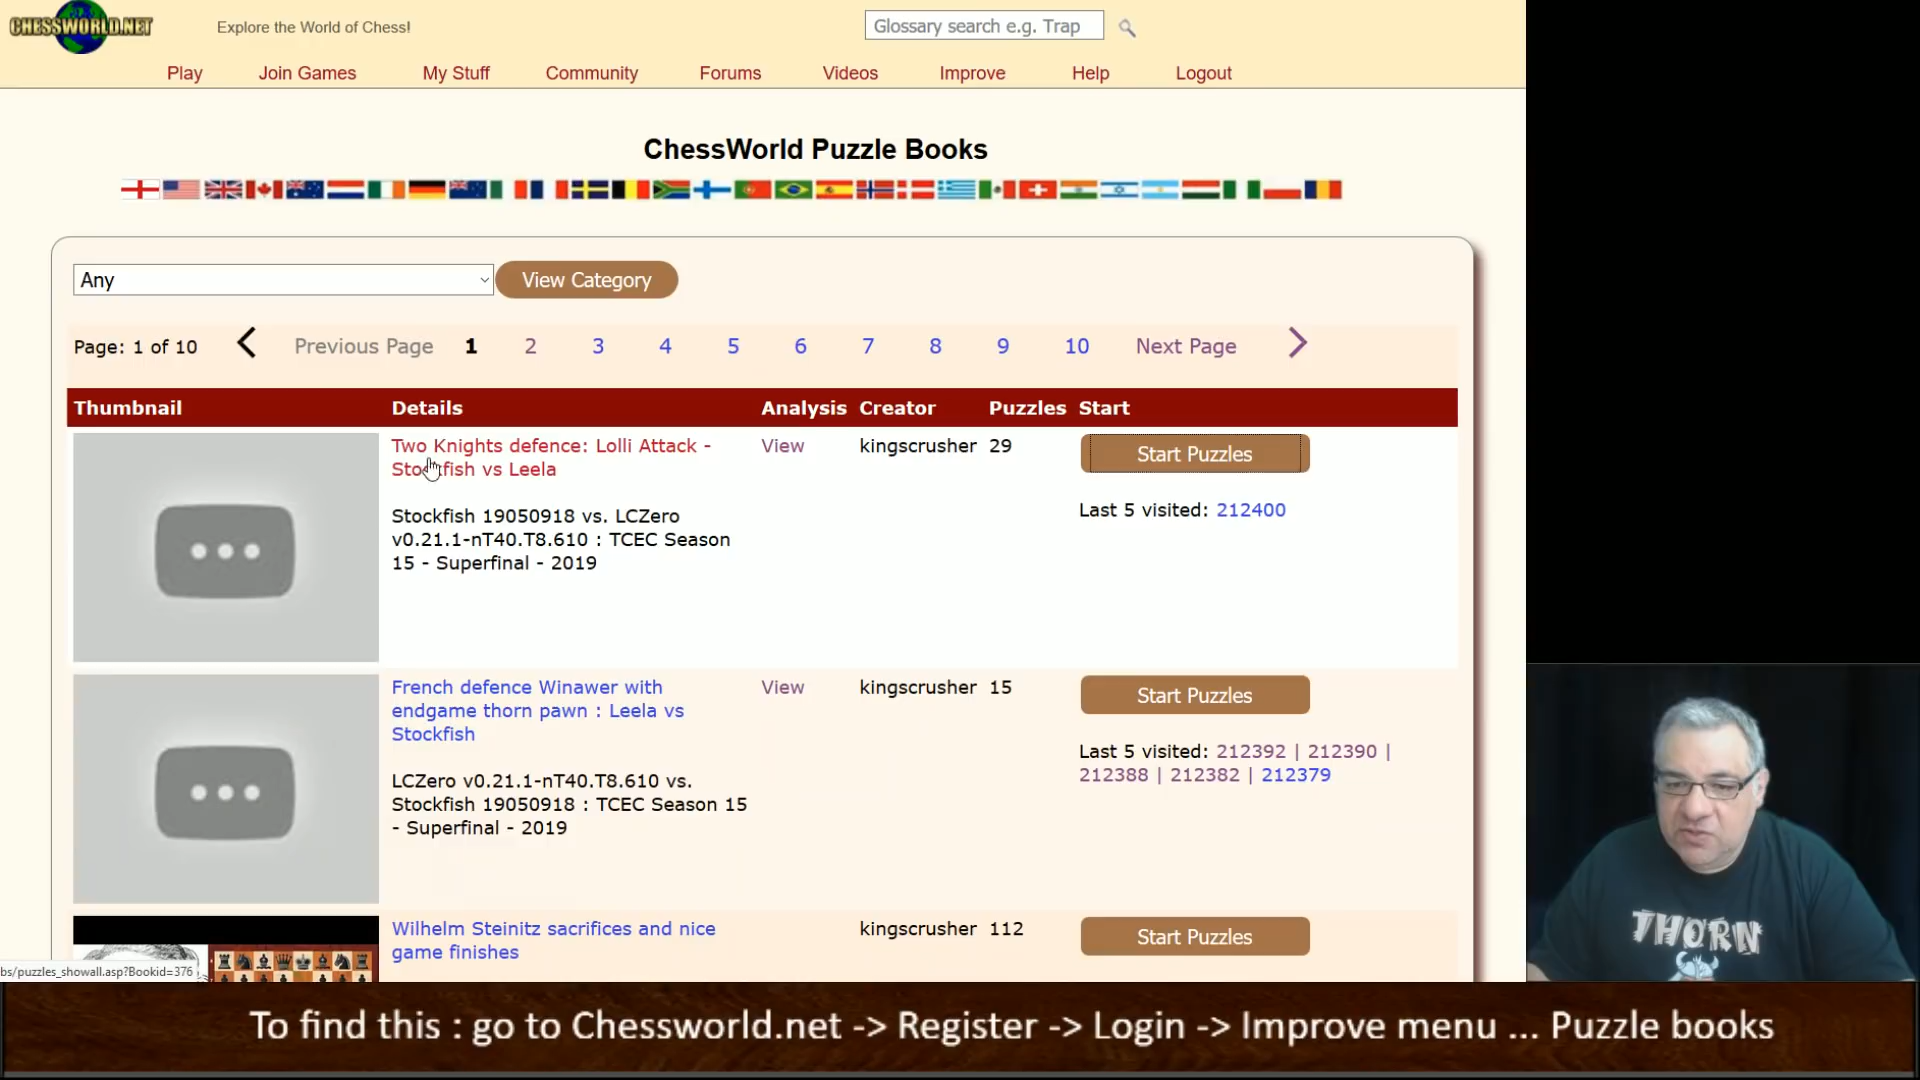 CHESSWORLD.NET
Explore the World of Chess!
Glossary search e.g. Trap
Play
Join Games
My Stuff
Community
Forums
Videos
Improve
Help
Logout
ChessWorld Puzzle Books
Any
View Category
Page: 1 of 10
Previous Page
1
2
3
4
5
6
7
8
9
10
Next Page
Thumbnail
Details
Analysis
Creator
Puzzles
Start
Two Knights defence: Lolli Attack -
Stockfish vs Leela
Stockfish 19050918 vs. LCZero
v0.21.1-nT40.T8.610 : TCEC Season
15 - Superfinal - 2019
View
kingscrusher
29
Start Puzzles
Last 5 visited: 212400
French defence Winawer with
endgame thorn pawn : Leela vs
Stockfish
LCZero v0.21.1-nT40.T8.610 vs.
Stockfish 19050918 : TCEC Season 15
- Superfinal - 2019
View
kingscrusher
15
Start Puzzles
Last 5 visited: 212392 | 212390 |
212388 | 212382 | 212379
Wilhelm Steinitz sacrifices and nice
game finishes
kingscrusher
112
Start Puzzles
bs/puzzles_showall.asp?Bookid=376
THORN
To find this : go to Chessworld.net -> Register -> Login -> Improve menu ... Puzzle books